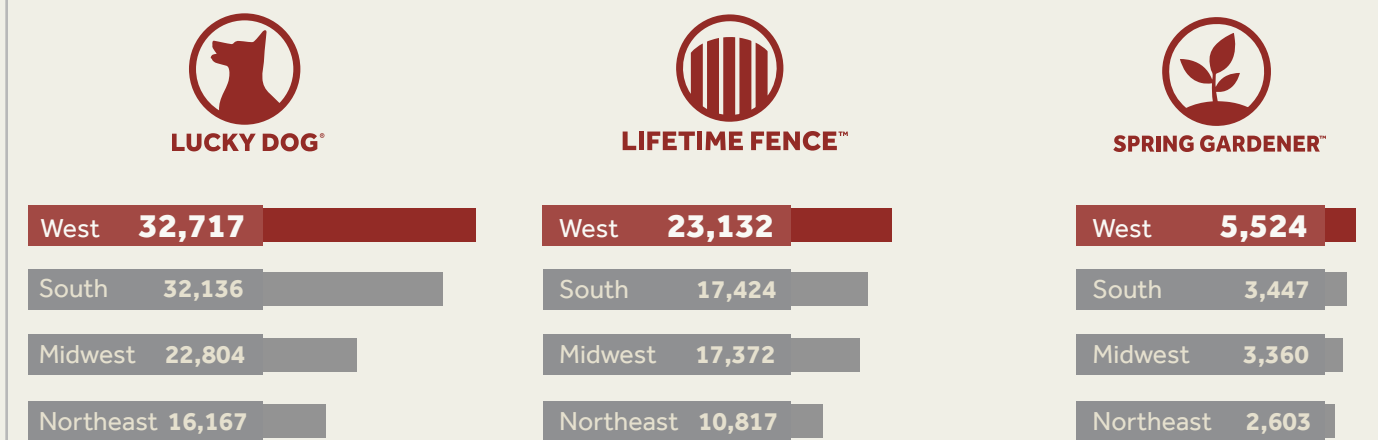 LUCKY DOG®
West 32,717
South 32,136
Midwest 22,804
Northeast 16,167
LIFETIME FENCE™
West 23,132
South 17,424
Midwest 17,372
Northeast 10,817
SPRING GARDENER™
West 5,524
South 3,447
Midwest 3,360
Northeast 2,603